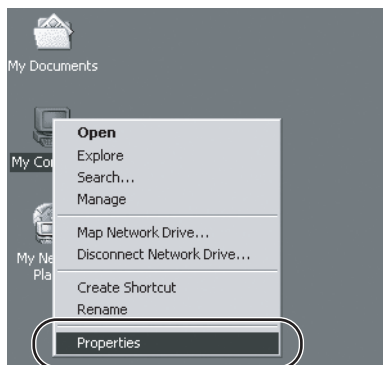 My Documents
My Co
Open
Explore
Search...
Manage
My Ne
Pla
Map Network Drive...
Disconnect Network Drive...
Create Shortcut
Rename
Properties